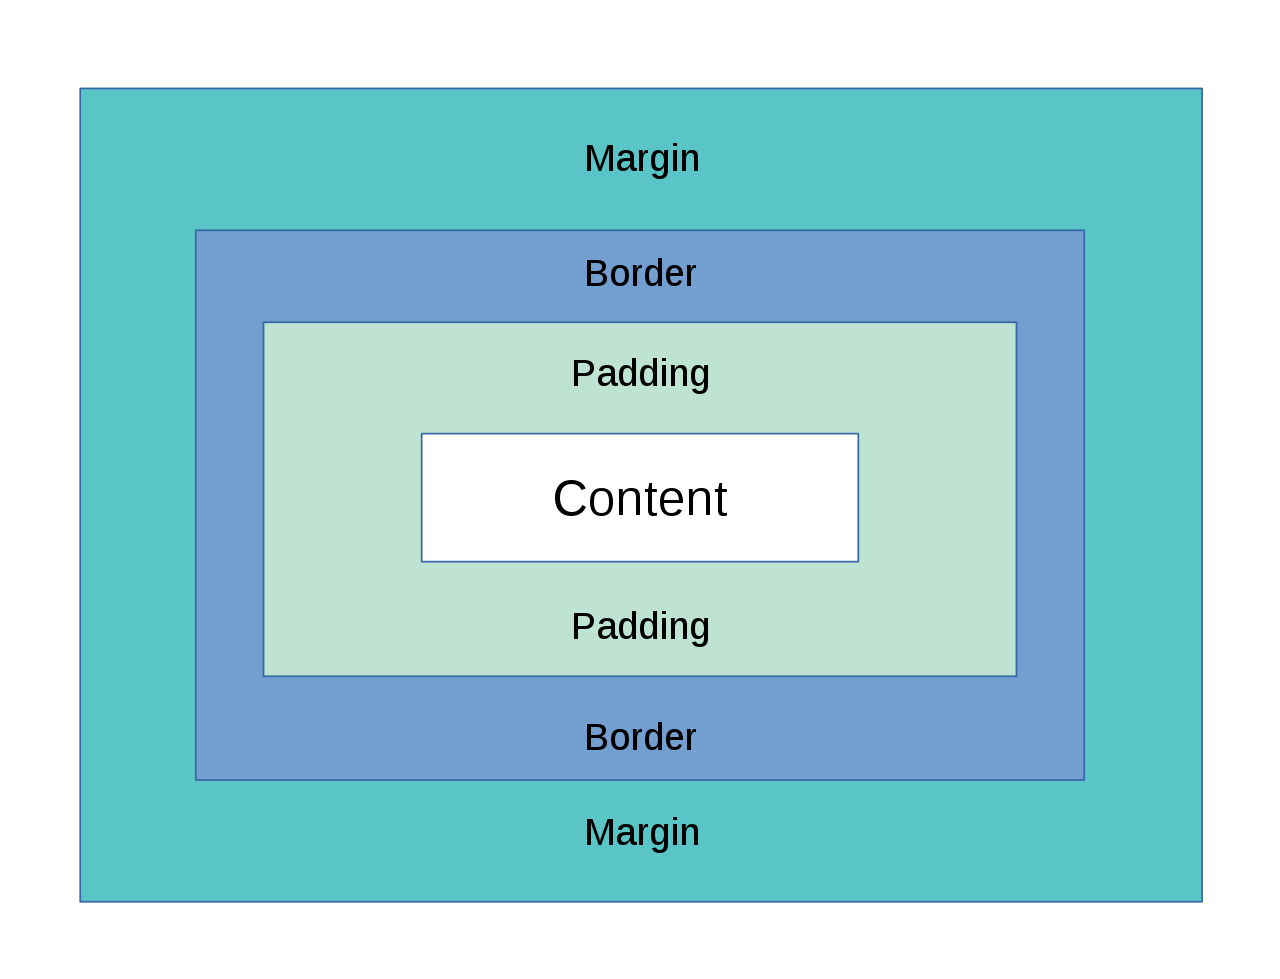 Margin
Border
Padding
Content
Padding
Border
Margin